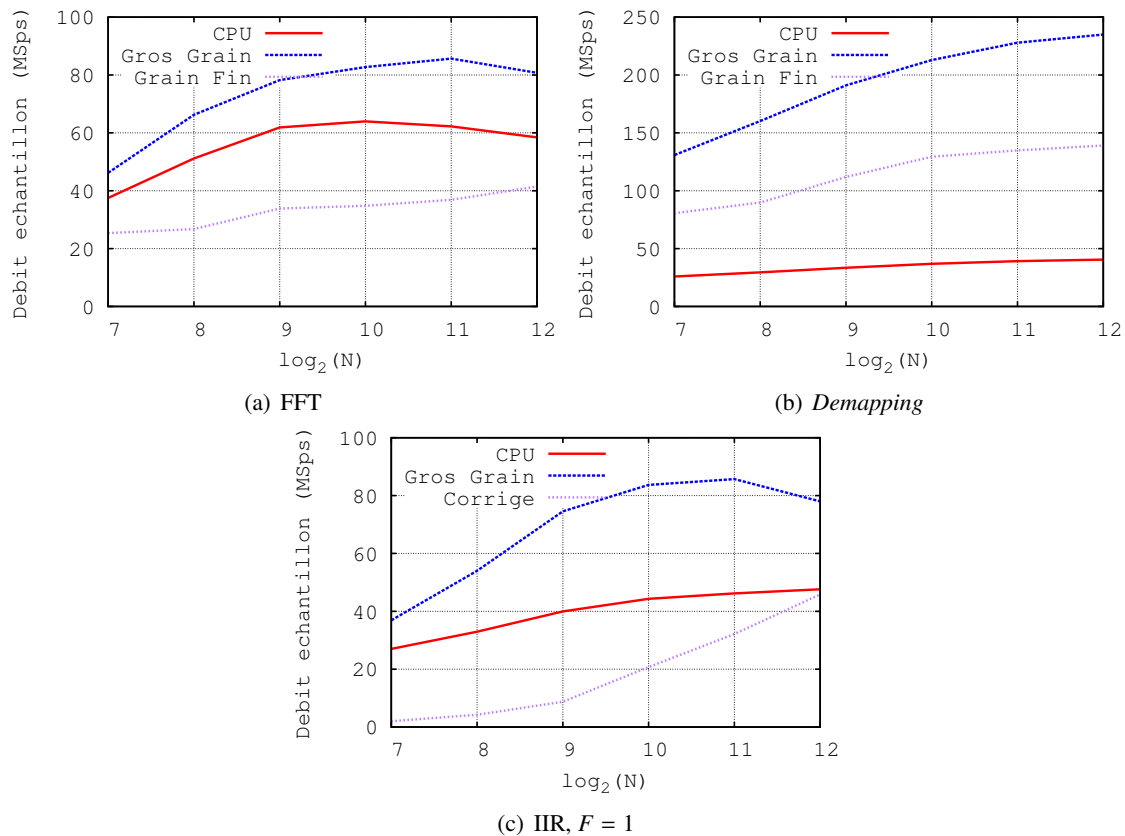 Debit echantillon (MSps)
100
80
60
40
20
0
CPU
Gros Grain
Grain Fin
7 8 9 10 11 12
log₂(N)
(a) FFT
Debit echantillon (MSps)
250
200
150
100
50
0
CPU
Gros Grain
Grain Fin
7 8 9 10 11 12
log₂(N)
(b) Demapping
Debit echantillon (MSps)
100
80
60
40
20
0
CPU
Gros Grain
Corrige
7 8 9 10 11 12
log₂(N)
(c) IIR, F = 1